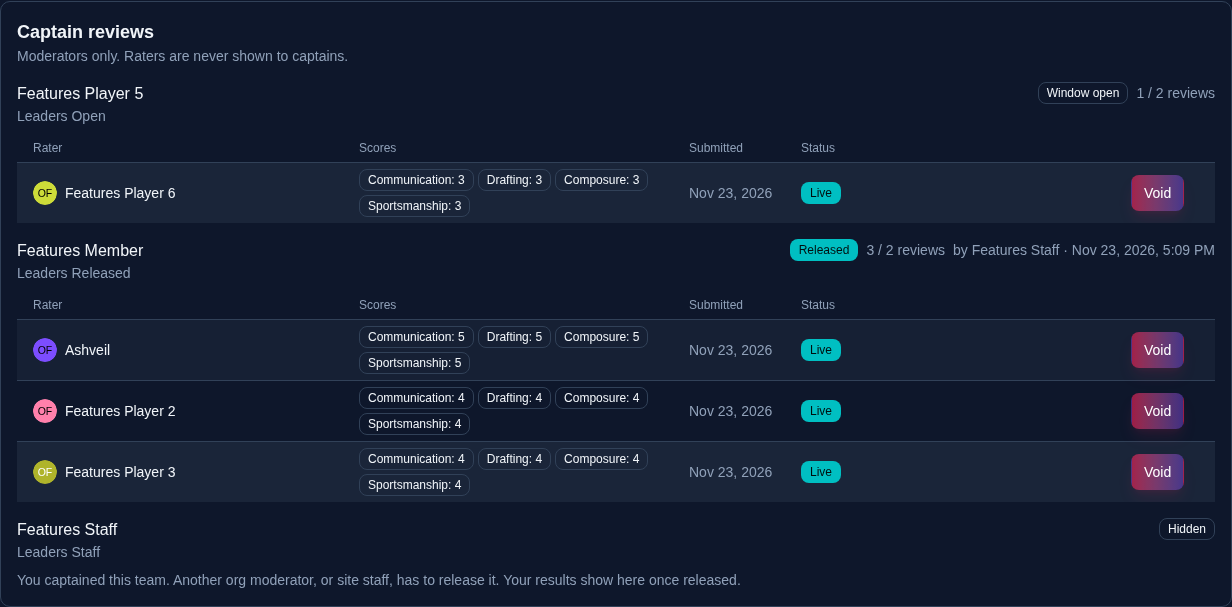 Captain reviews
Moderators only. Raters are never shown to captains.
Features Player 5
Window open 1 / 2 reviews
Leaders Open
Rater Scores Submitted Status
OF Features Player 6 Communication: 3 Drafting: 3 Composure: 3 Nov 23, 2026 Live Void
Sportsmanship: 3
Features Member
Released 3 / 2 reviews by Features Staff · Nov 23, 2026, 5:09 PM
Leaders Released
Rater Scores Submitted Status
OF Ashveil Communication: 5 Drafting: 5 Composure: 5 Nov 23, 2026 Live Void
Sportsmanship: 5
OF Features Player 2 Communication: 4 Drafting: 4 Composure: 4 Nov 23, 2026 Live Void
Sportsmanship: 4
OF Features Player 3 Communication: 4 Drafting: 4 Composure: 4 Nov 23, 2026 Live Void
Sportsmanship: 4
Features Staff
Hidden
Leaders Staff
You captained this team. Another org moderator, or site staff, has to release it. Your results show here once released.